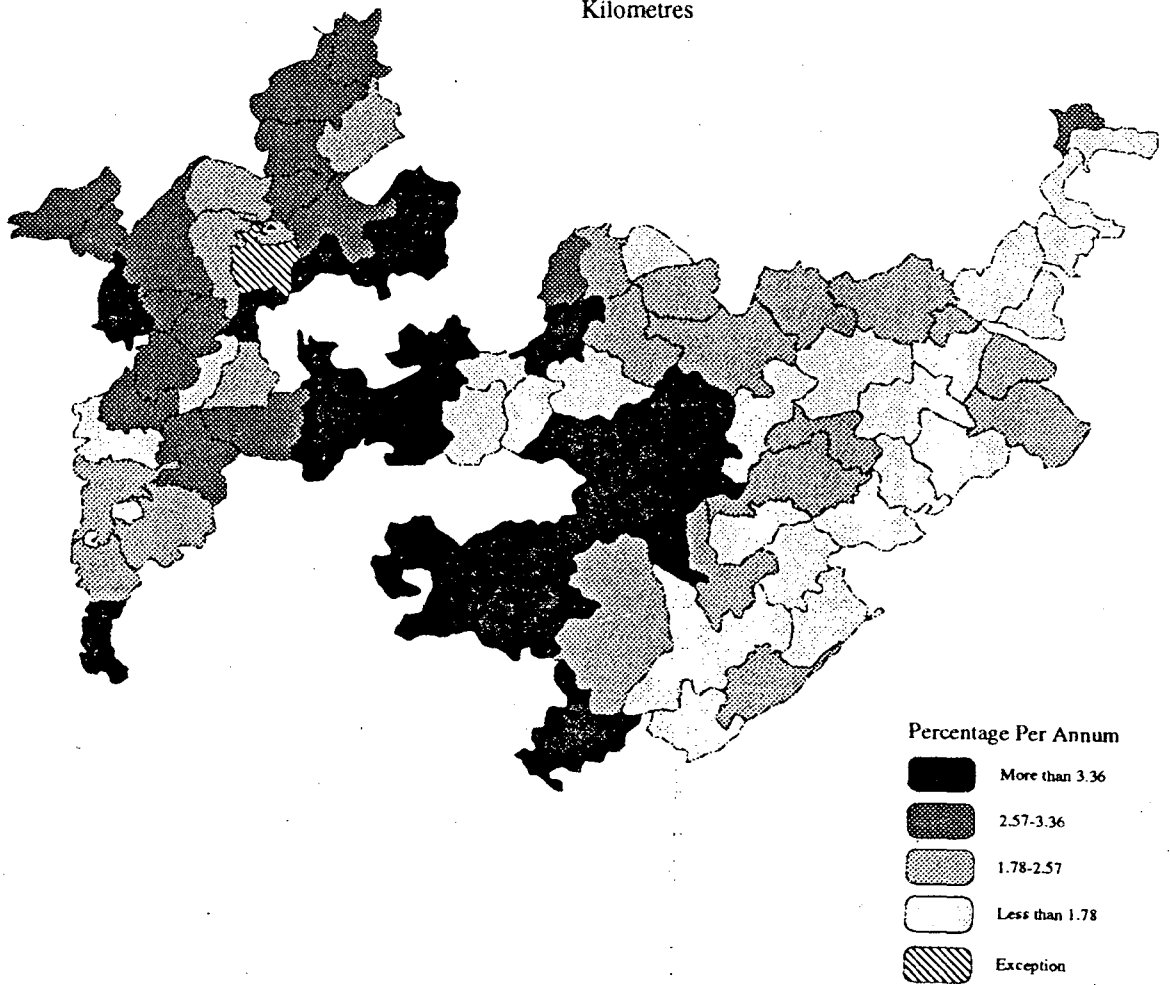 Kilometres
Percentage Per Annum
More than 3.36
2.57-3.36
1.78-2.57
Less than 1.78
Exception